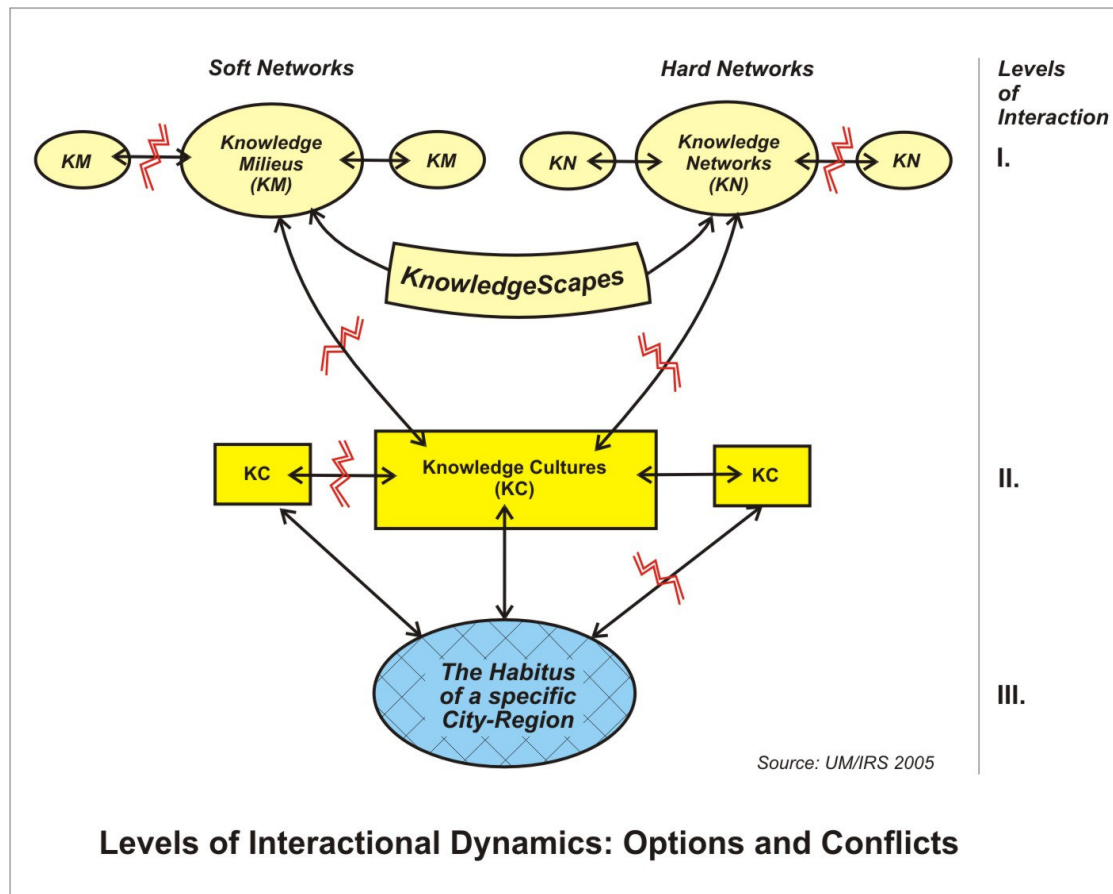 Soft Networks
Hard Networks
Levels
of
Interaction
KM
Knowledge
Milieus
(KM)
KM
KN
Knowledge
Networks
(KN)
KN
I.
KnowledgeScapes
KC
Knowledge Cultures
(KC)
KC
II.
The Habitus
of a specific
City-Region
III.
Source: UM/IRS 2005
Levels of Interactional Dynamics: Options and Conflicts